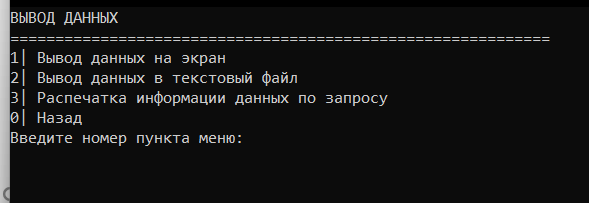 ВЫВОД ДАННЫХ
============================================================
1| Вывод данных на экран
2| Вывод данных в текстовый файл
3| Распечатка информации данных по запросу
0| Назад
Введите номер пункта меню: